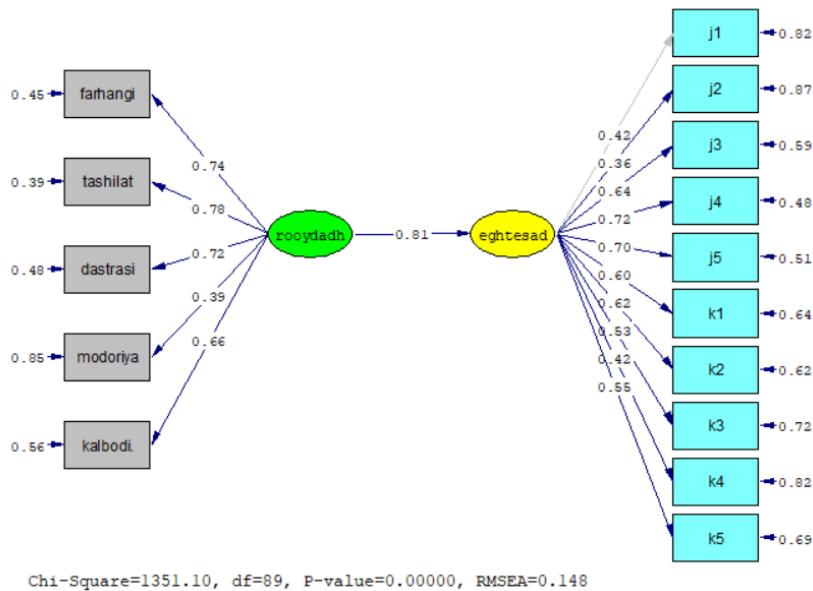 j1
0.82
0.45
farhangi
j2
0.87
0.42
0.36
j3
0.59
0.74
0.64
0.39
tashilat
0.78
0.72
j4
0.48
rooydadh
0.81
eghtesad
0.72
0.70
j5
0.51
0.48
dastrasi
0.39
0.60
0.62
k1
0.64
0.66
0.53
0.85
modoriya
0.42
k2
0.62
0.55
k3
0.72
0.56
kalbodi.
k4
0.82
k5
0.69
Chi-Square=1351.10, df=89, P-value=0.00000, RMSEA=0.148